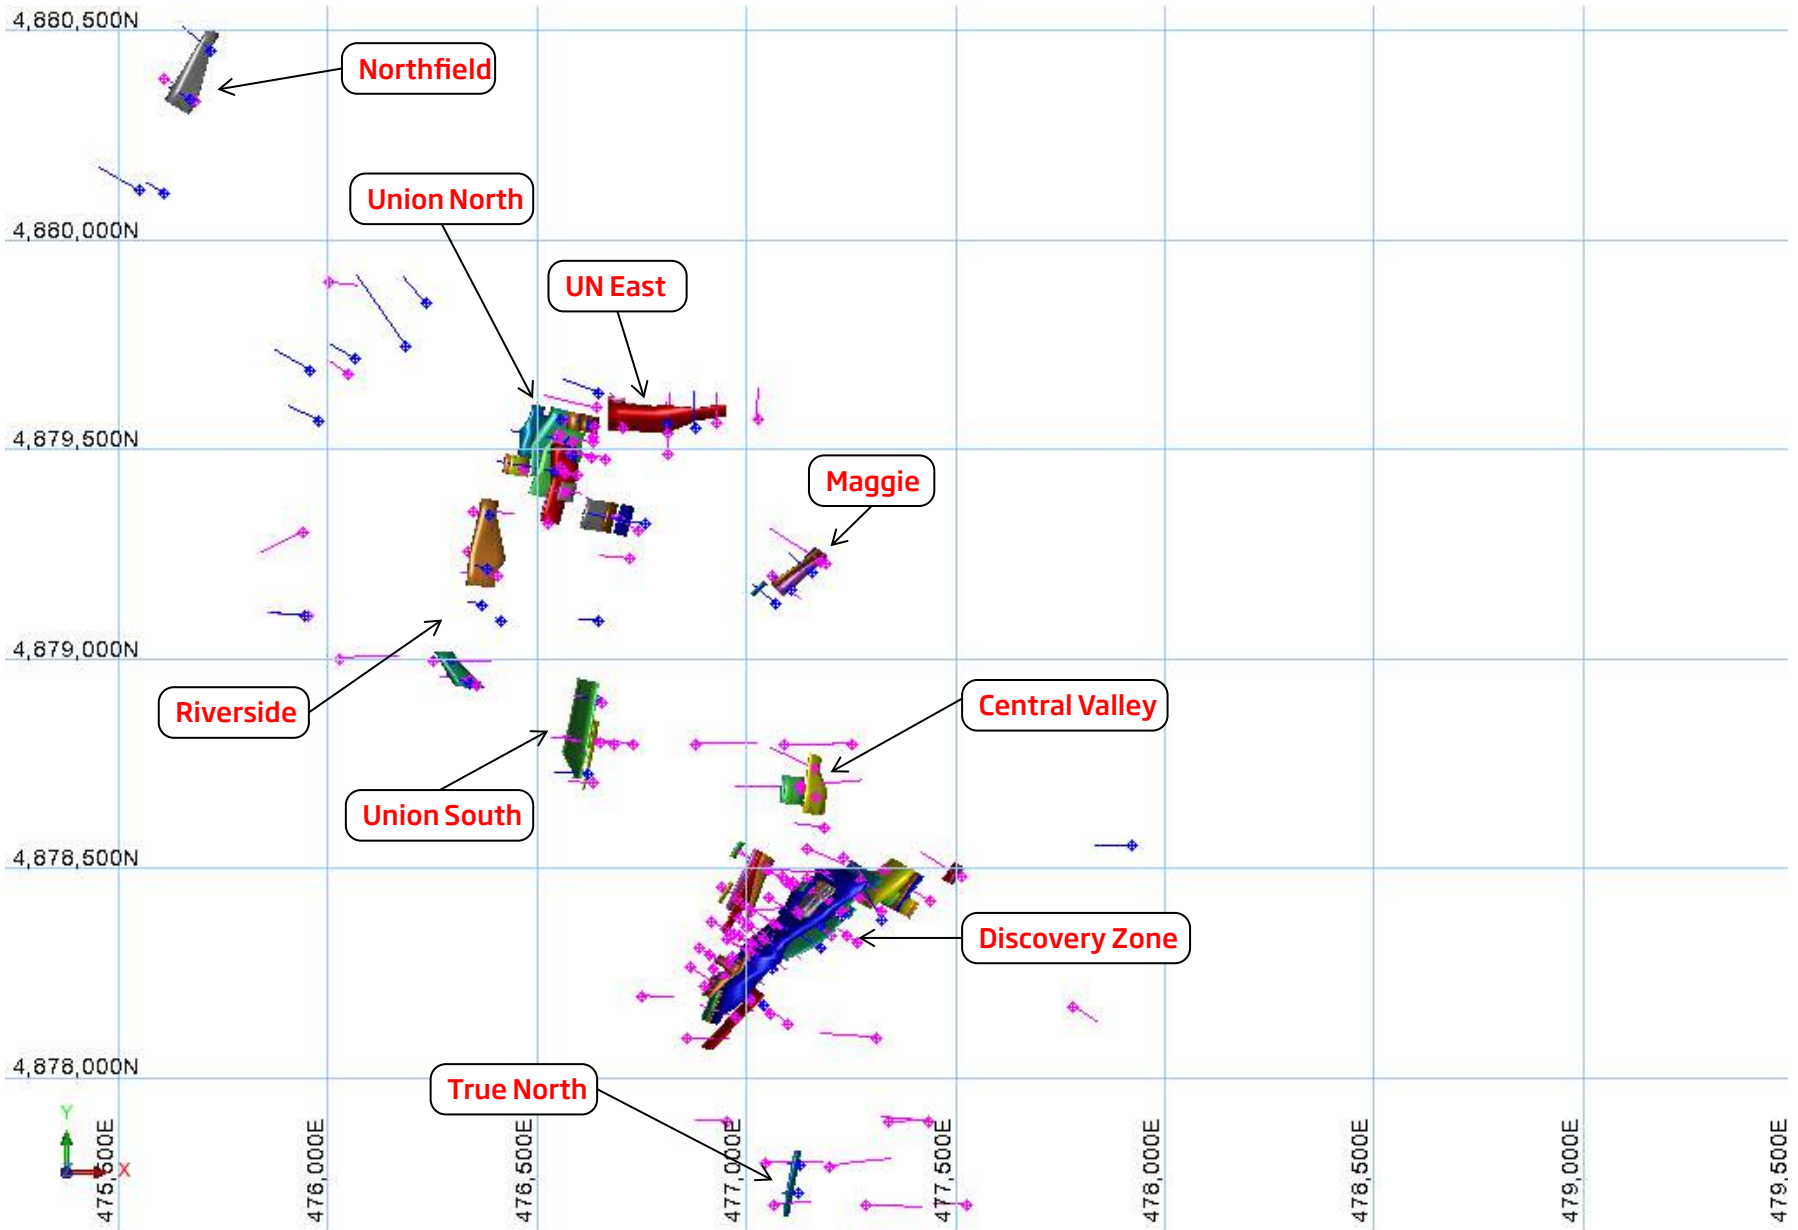 4,880,500N
Northfield
Union North
4,880,000N
UN East
4,879,500N
Maggie
4,879,000N
Riverside
Central Valley
Union South
4,878,500N
Discovery Zone
4,878,000N
True North
Y
X
475,500E
476,000E
476,500E
477,000E
477,500E
478,000E
478,500E
479,000E
479,500E